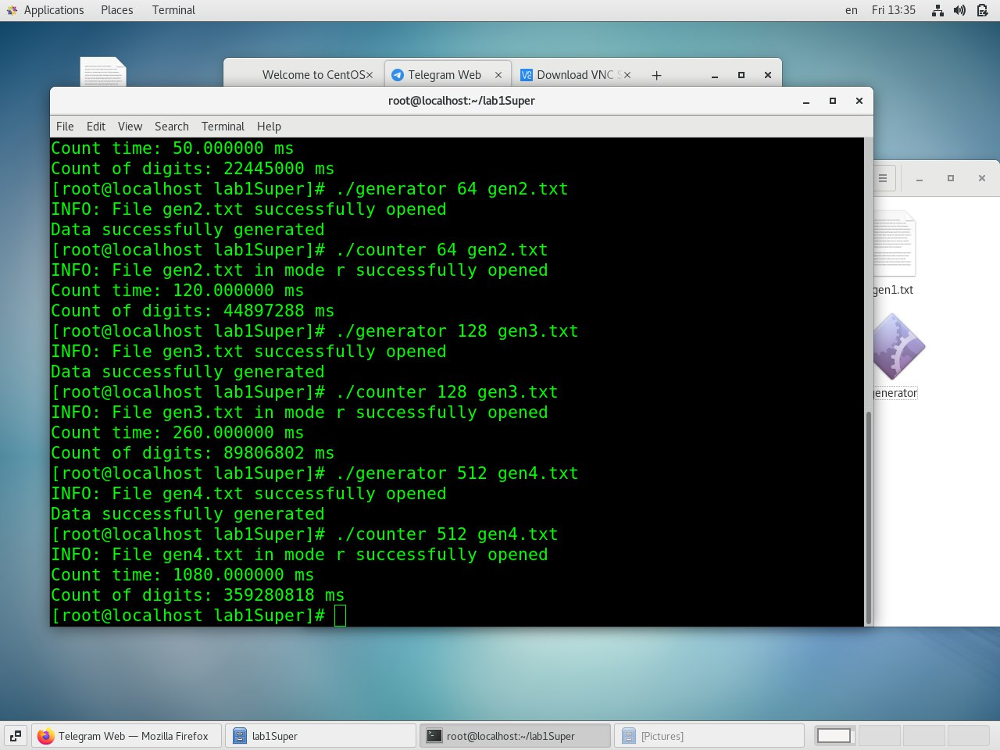 Applications Places Terminal en Fri 13:35
Welcome to CentOS Telegram Web Download VNC
root@localhost:~/lab1Super
File Edit View Search Terminal Help
Count time: 50.000000 ms
Count of digits: 22445000 ms
[root@localhost lab1Super]# ./generator 64 gen2.txt
INFO: File gen2.txt successfully opened
Data successfully generated
[root@localhost lab1Super]# ./counter 64 gen2.txt
INFO: File gen2.txt in mode r successfully opened
Count time: 120.000000 ms
Count of digits: 44897288 ms
[root@localhost lab1Super]# ./generator 128 gen3.txt
INFO: File gen3.txt successfully opened
Data successfully generated
[root@localhost lab1Super]# ./counter 128 gen3.txt
INFO: File gen3.txt in mode r successfully opened
Count time: 260.000000 ms
Count of digits: 89806802 ms
[root@localhost lab1Super]# ./generator 512 gen4.txt
INFO: File gen4.txt successfully opened
Data successfully generated
[root@localhost lab1Super]# ./counter 512 gen4.txt
INFO: File gen4.txt in mode r successfully opened
Count time: 1080.000000 ms
Count of digits: 359280818 ms
[root@localhost lab1Super]#
gen1.txt
generator
Telegram Web — Mozilla Firefox lab1Super root@localhost:~/lab1Super [Pictures]